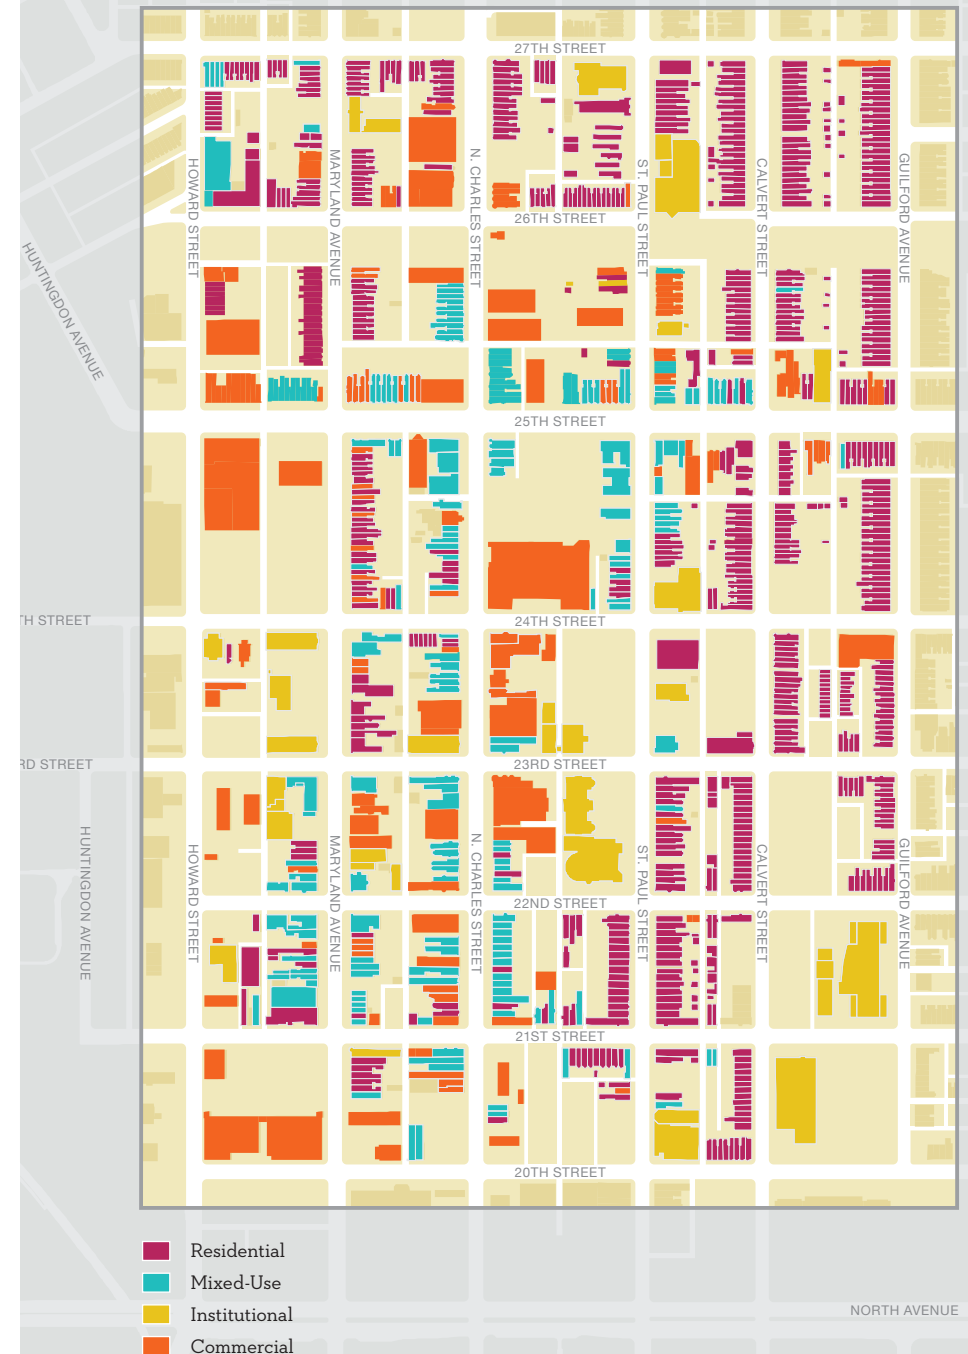 27TH STREET
HOWARD STREET
MARYLAND AVENUE
N. CHARLES STREET
ST. PAUL STREET
CALVERT STREET
GUILFORD AVENUE
26TH STREET
HUNTINGDON AVENUE
25TH STREET
TH STREET
24TH STREET
RD STREET
23RD STREET
HUNTINGDON AVENUE
HOWARD STREET
MARYLAND AVENUE
N. CHARLES STREET
ST. PAUL STREET
CALVERT STREET
GUILFORD AVENUE
22ND STREET
21ST STREET
20TH STREET
Residential
Mixed-Use
Institutional
NORTH AVENUE
Commercial